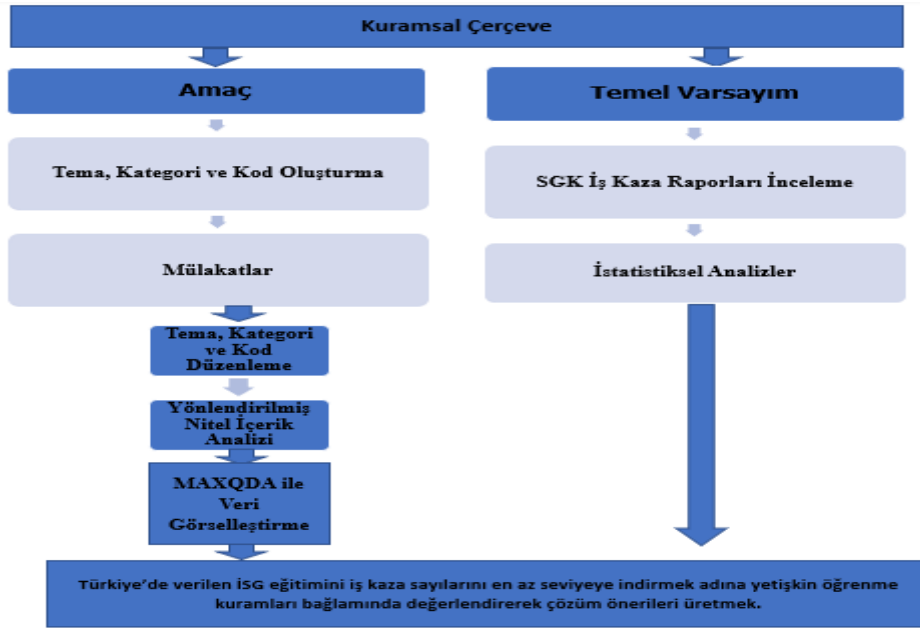 Kuramsal Çerçeve
Amaç
Temel Varsayım
Tema, Kategori ve Kod Oluşturma
SGK İş Kaza Raporları İnceleme
Mülakatlar
İstatistiksel Analizler
Tema, Kategori
ve Kod
Düzenleme
Yönlendirilmiş
Nitel İçerik
Analizi
MAXQDA ile
Veri
Görselleştirme
Türkiye’de verilen İSG eğitimini iş kaza sayılarını en az seviyeye indirmek adına yetişkin öğrenme
kuramları bağlamında değerlendirerek çözüm önerileri üretmek.